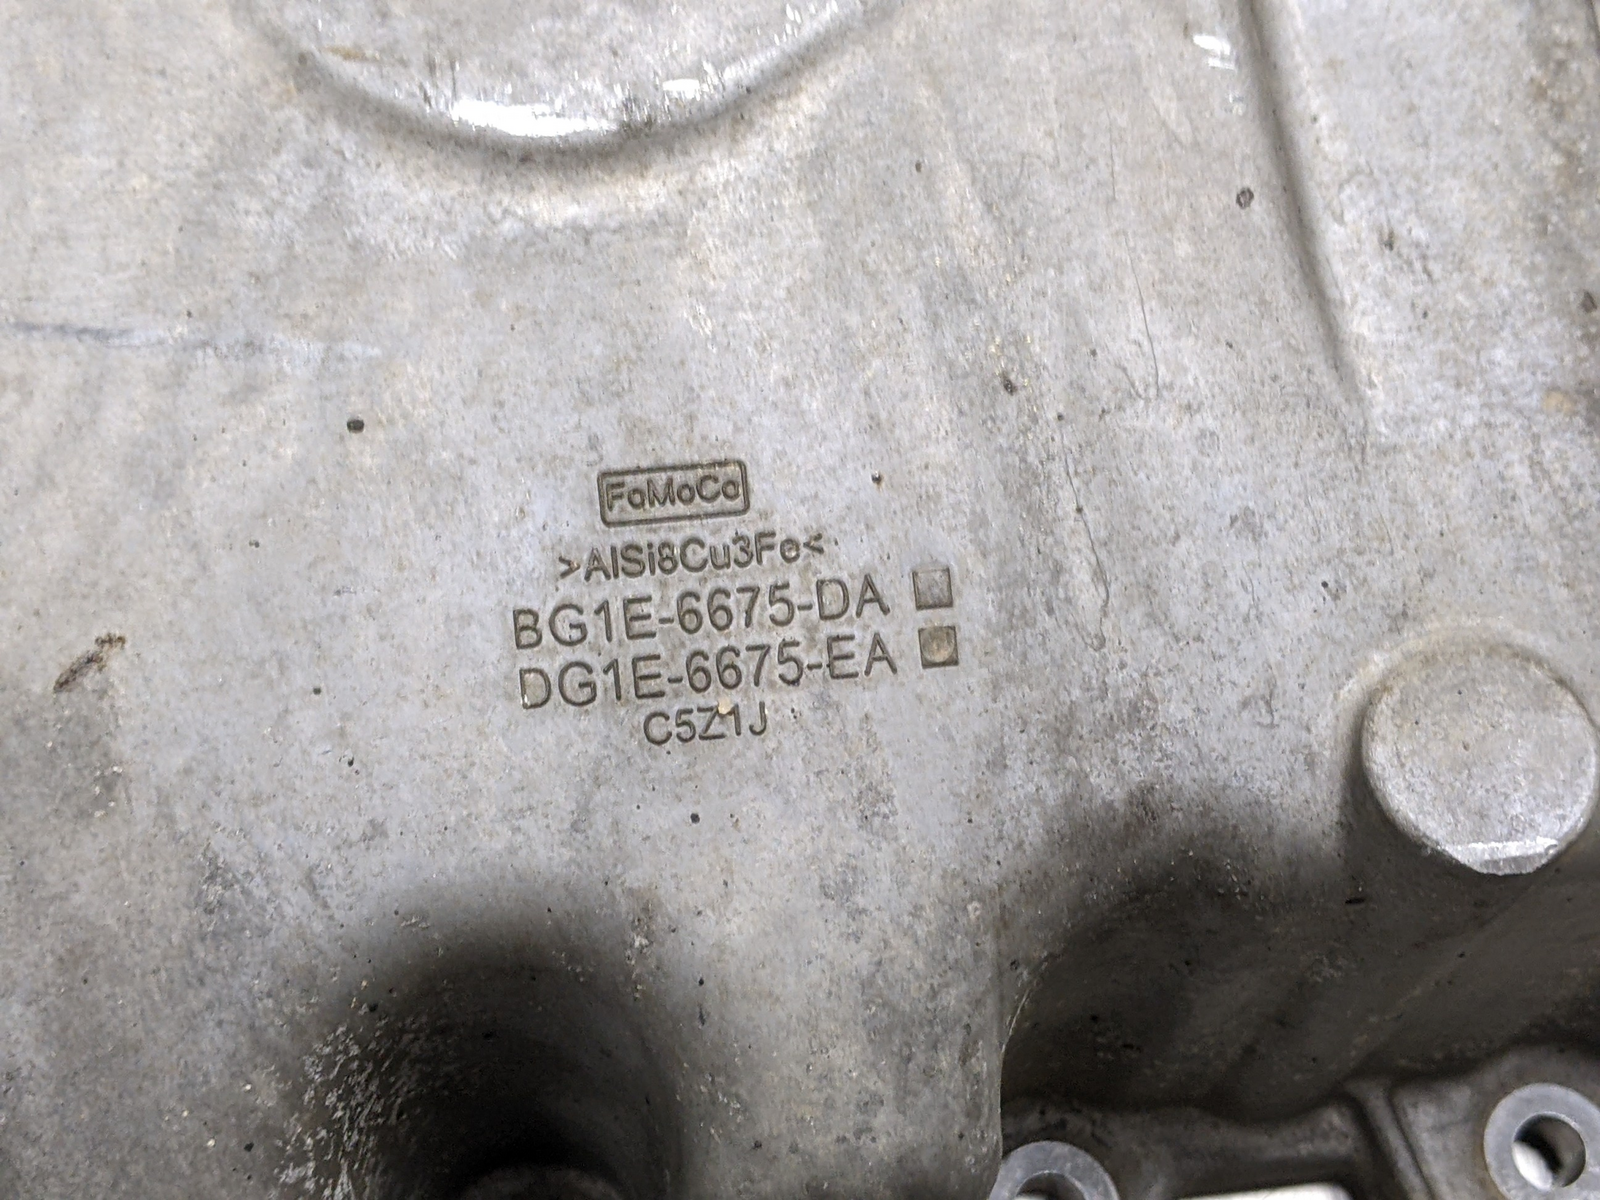 FoMoCo
>AlSi8Cu3Fe<
BG1E-6675-DA
DG1E-6675-EA
C5Z1J